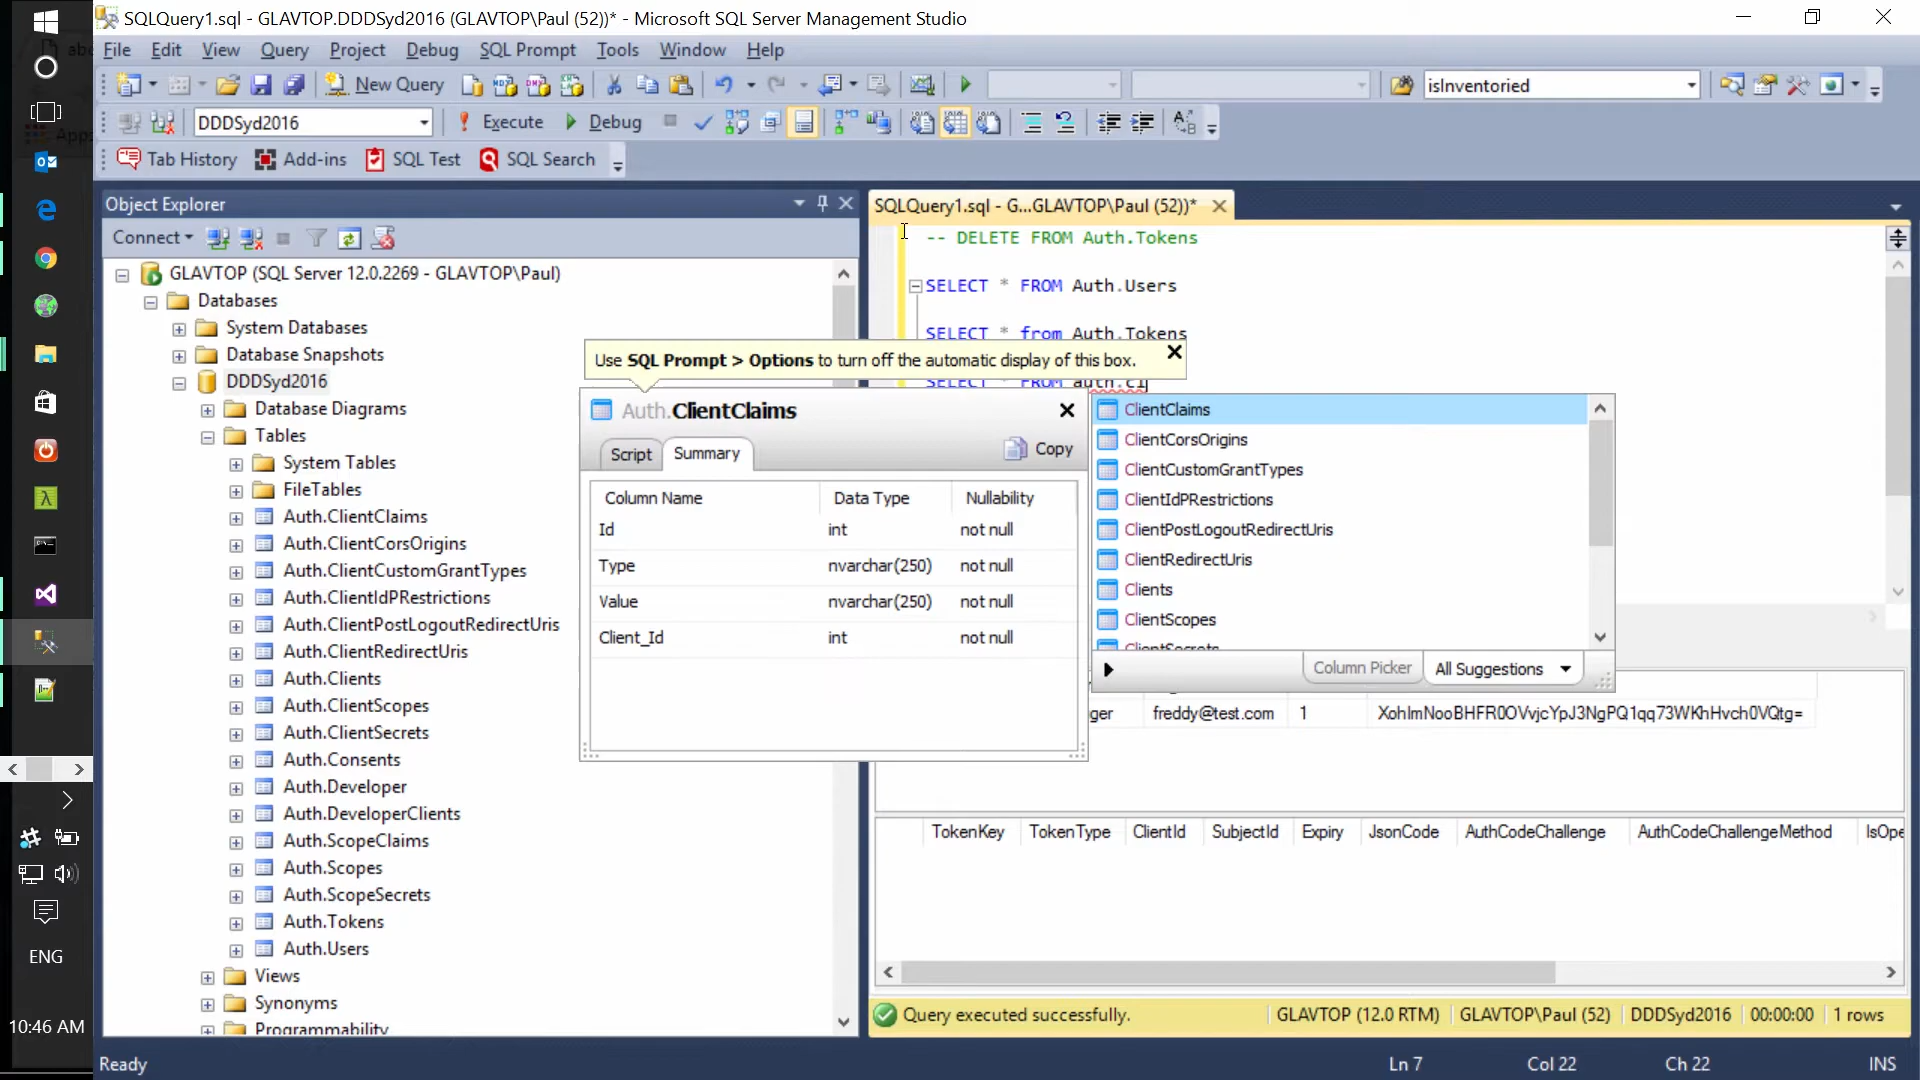 SQLQuery1.sql - GLAVTOP.DDDSyd2016 (GLAVTOP\Paul (52))* - Microsoft SQL Server Management Studio
File Edit View Query Project Debug SQL Prompt Tools Window Help
New Query isInventoried
DDDSyd2016 Execute Debug
Tab History Add-ins SQL Test SQL Search
Object Explorer
Connect
GLAVTOP (SQL Server 12.0.2269 - GLAVTOP\Paul)
Databases
System Databases
Database Snapshots
DDDSyd2016
Database Diagrams
Tables
System Tables
FileTables
Auth.ClientClaims
Auth.ClientCorsOrigins
Auth.ClientCustomGrantTypes
Auth.ClientIdPRestrictions
Auth.ClientPostLogoutRedirectUris
Auth.ClientRedirectUris
Auth.Clients
Auth.ClientScopes
Auth.ClientSecrets
Auth.Consents
Auth.Developer
Auth.DeveloperClients
Auth.ScopeClaims
Auth.Scopes
Auth.ScopeSecrets
Auth.Tokens
Auth.Users
Views
Synonyms
Programmability
SQLQuery1.sql - G...GLAVTOP\Paul (52))*
-- DELETE FROM Auth.Tokens
SELECT * FROM Auth.Users
SELECT * from Auth.Tokens
SELECT * FROM auth.cl
Use SQL Prompt > Options to turn off the automatic display of this box.
Auth.ClientClaims
Script Summary Copy
Column Name Data Type Nullability
Id int not null
Type nvarchar(250) not null
Value nvarchar(250) not null
Client_Id int not null
ClientClaims
ClientCorsOrigins
ClientCustomGrantTypes
ClientIdPRestrictions
ClientPostLogoutRedirectUris
ClientRedirectUris
Clients
ClientScopes
ClientSecrets
Column Picker All Suggestions
ger freddy@test.com 1 XohlmNooBHFR0OVvjcYpJ3NgPQ1qq73WKhHvch0VQtg=
TokenKey TokenType ClientId SubjectId Expiry JsonCode AuthCodeChallenge AuthCodeChallengeMethod IsOpe
Query executed successfully. GLAVTOP (12.0 RTM) GLAVTOP\Paul (52) DDDSyd2016 00:00:00 1 rows
Ready Ln 7 Col 22 Ch 22 INS
ENG
10:46 AM